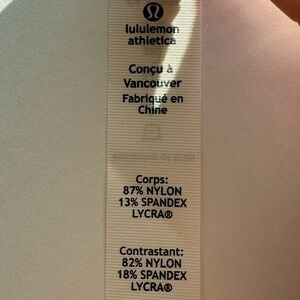 lululemon
athletica
Conçu à
Vancouver
Fabriqué en
Chine
Corps:
87% NYLON
13% SPANDEX
LYCRA®
Contrastant:
82% NYLON
18% SPANDEX
LYCRA®